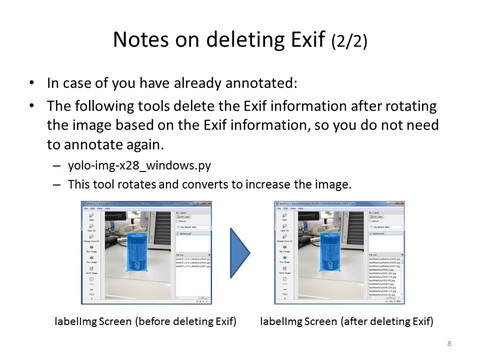 Notes on deleting Exif (2/2)
• In case of you have already annotated:
• The following tools delete the Exif information after rotating
the image based on the Exif information, so you do not need
to annotate again.
– yolo-img-x28_windows.py
– This tool rotates and converts to increase the image.
labelImg Screen (before deleting Exif)
labelImg Screen (after deleting Exif)
8